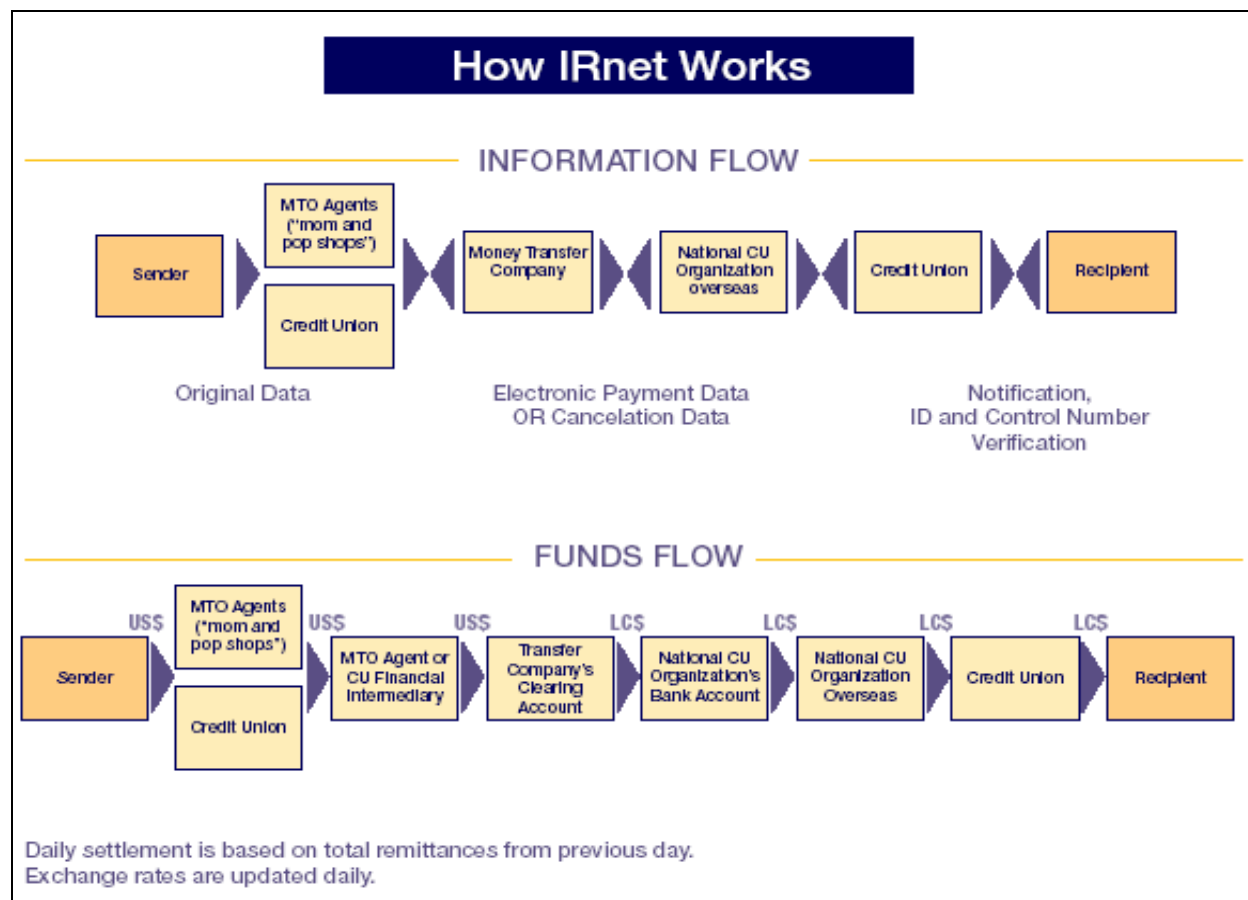 How IRnet Works
INFORMATION FLOW
Sender
MTO Agents
("mom and
pop shops")
Credit Union
Money Transfer
Company
National CU
Organization
overseas
Credit Union
Recipient
Original Data
Electronic Payment Data
OR Cancelation Data
Notification,
ID and Control Number
Verification
FUNDS FLOW
Sender
US$
MTO Agents
("mom and
pop shops")
Credit Union
US$
MTO Agent or
CU Financial
Intermediary
US$
Transfer
Company's
Clearing
Account
LC$
National CU
Organization's
Bank Account
LC$
National CU
Organization
Overseas
LC$
Credit Union
LC$
Recipient
Daily settlement is based on total remittances from previous day.
Exchange rates are updated daily.